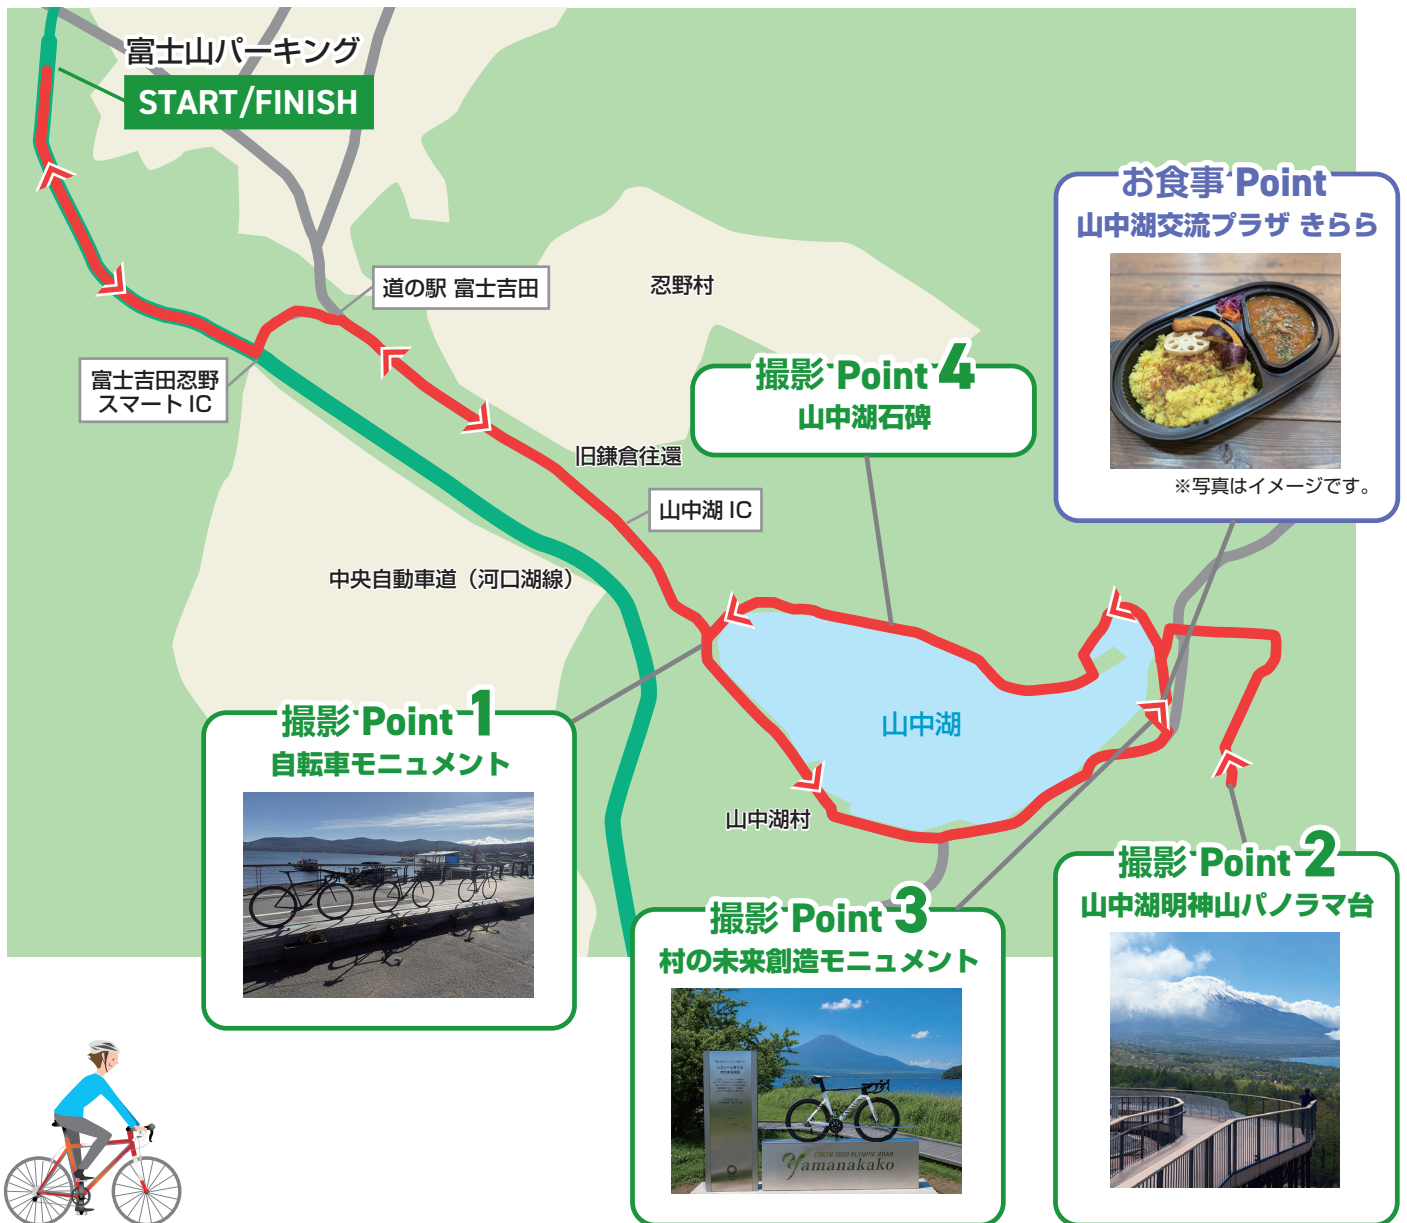 富士山パーキング
START/FINISH
お食事 Point
山中湖交流プラザ きらら
※写真はイメージです。
道の駅 富士吉田
忍野村
富士吉田忍野
スマート IC
撮影 Point 4
山中湖石碑
旧鎌倉往還
山中湖 IC
中央自動車道（河口湖線）
撮影 Point 1
自転車モニュメント
山中湖
山中湖村
撮影 Point 2
山中湖明神山パノラマ台
撮影 Point 3
村の未来創造モニュメント
TOKYO 2020 OLYMPIC ROAD
Yamanakako